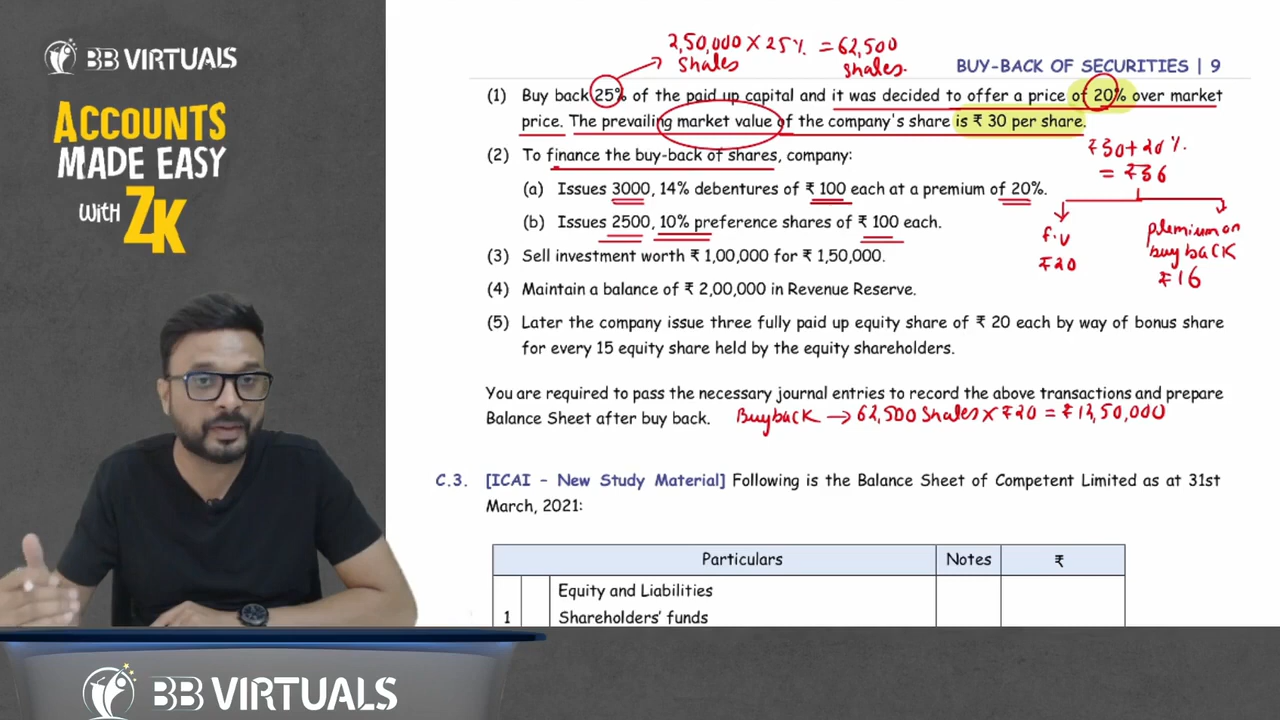 BB VIRTUALS
ACCOUNTS
MADE EASY
with ZK
2,50,000 × 25% = 62,500
shares shares.
BUY-BACK OF SECURITIES | 9
(1) Buy back 25% of the paid up capital and it was decided to offer a price of 20% over market
price. The prevailing market value of the company's share is ₹ 30 per share.
₹30+20%.
= ₹36
(2) To finance the buy-back of shares, company:
(a) Issues 3000, 14% debentures of ₹ 100 each at a premium of 20%.
(b) Issues 2500, 10% preference shares of ₹ 100 each.
f.v
₹20
premium on
buyback
₹16
(3) Sell investment worth ₹ 1,00,000 for ₹ 1,50,000.
(4) Maintain a balance of ₹ 2,00,000 in Revenue Reserve.
(5) Later the company issue three fully paid up equity share of ₹ 20 each by way of bonus share
for every 15 equity share held by the equity shareholders.
You are required to pass the necessary journal entries to record the above transactions and prepare
Balance Sheet after buy back. Buyback → 62,500 shares × ₹20 = ₹12,50,000
C.3. [ICAI – New Study Material] Following is the Balance Sheet of Competent Limited as at 31st
March, 2021:
Particulars Notes ₹
Equity and Liabilities
1 Shareholders' funds
BB VIRTUALS